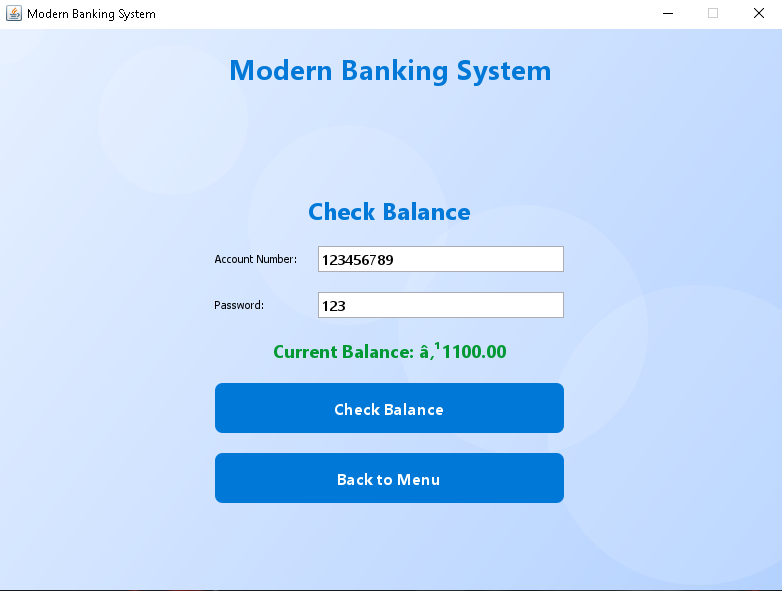 Modern Banking System
Modern Banking System
Check Balance
Account Number: 123456789
Password: 123
Current Balance: â‚¹1100.00
Check Balance
Back to Menu